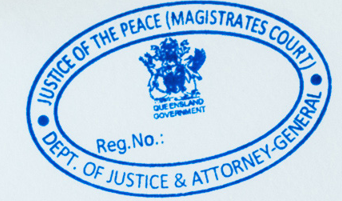 JUSTICE OF THE PEACE (MAGISTRATES COURT)
QUEENSLAND
GOVERNMENT
Reg.No.:
DEPT. OF JUSTICE & ATTORNEY-GENERAL